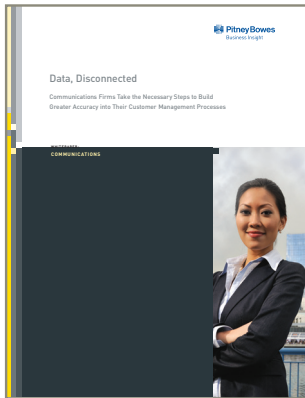 Pitney Bowes
Business Insight
Data, Disconnected
Communications Firms Take the Necessary Steps to Build
Greater Accuracy into Their Customer Management Processes
COMMUNICATIONS